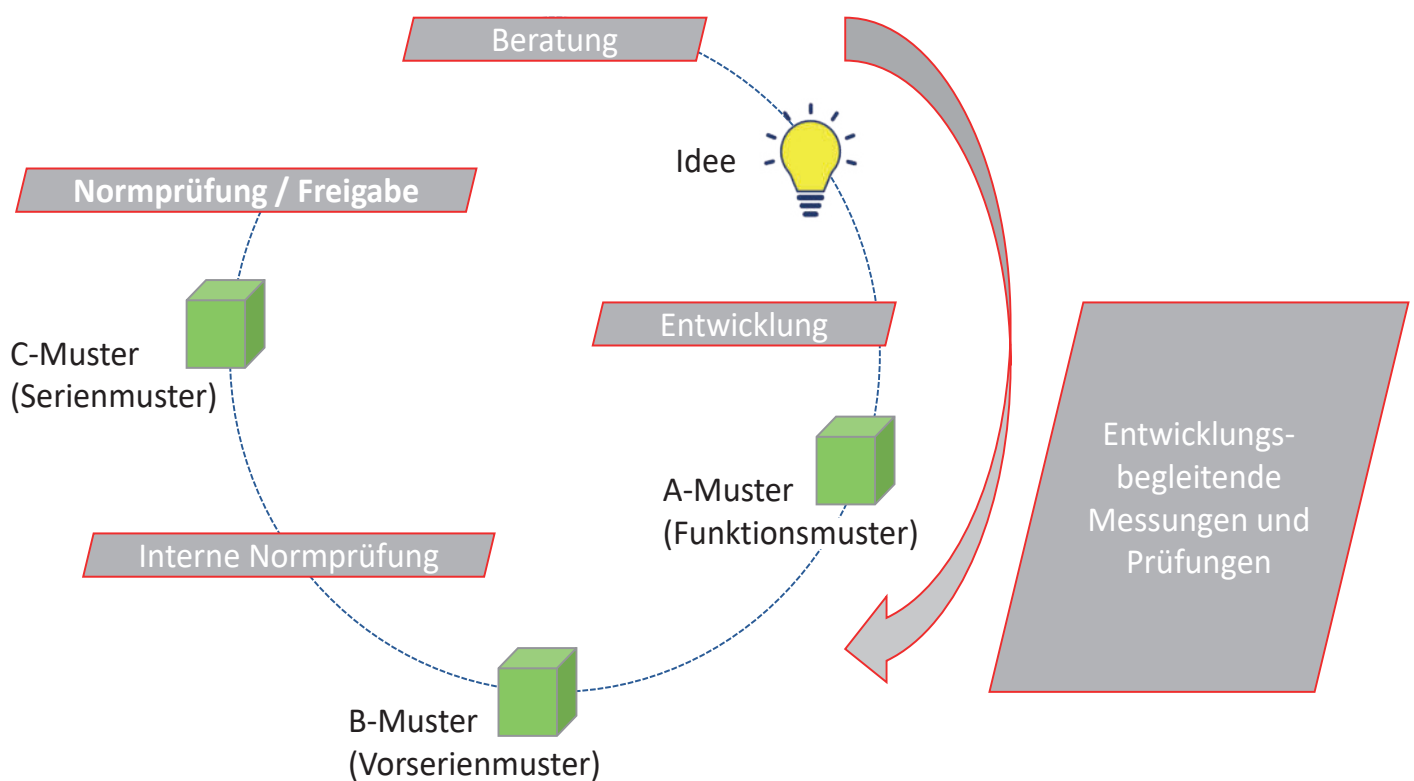 Beratung
Idee
Normprüfung / Freigabe
Entwicklung
C-Muster
(Serienmuster)
A-Muster
(Funktionsmuster)
Entwicklungs-
begleitende
Messungen und
Prüfungen
Interne Normprüfung
B-Muster
(Vorserienmuster)